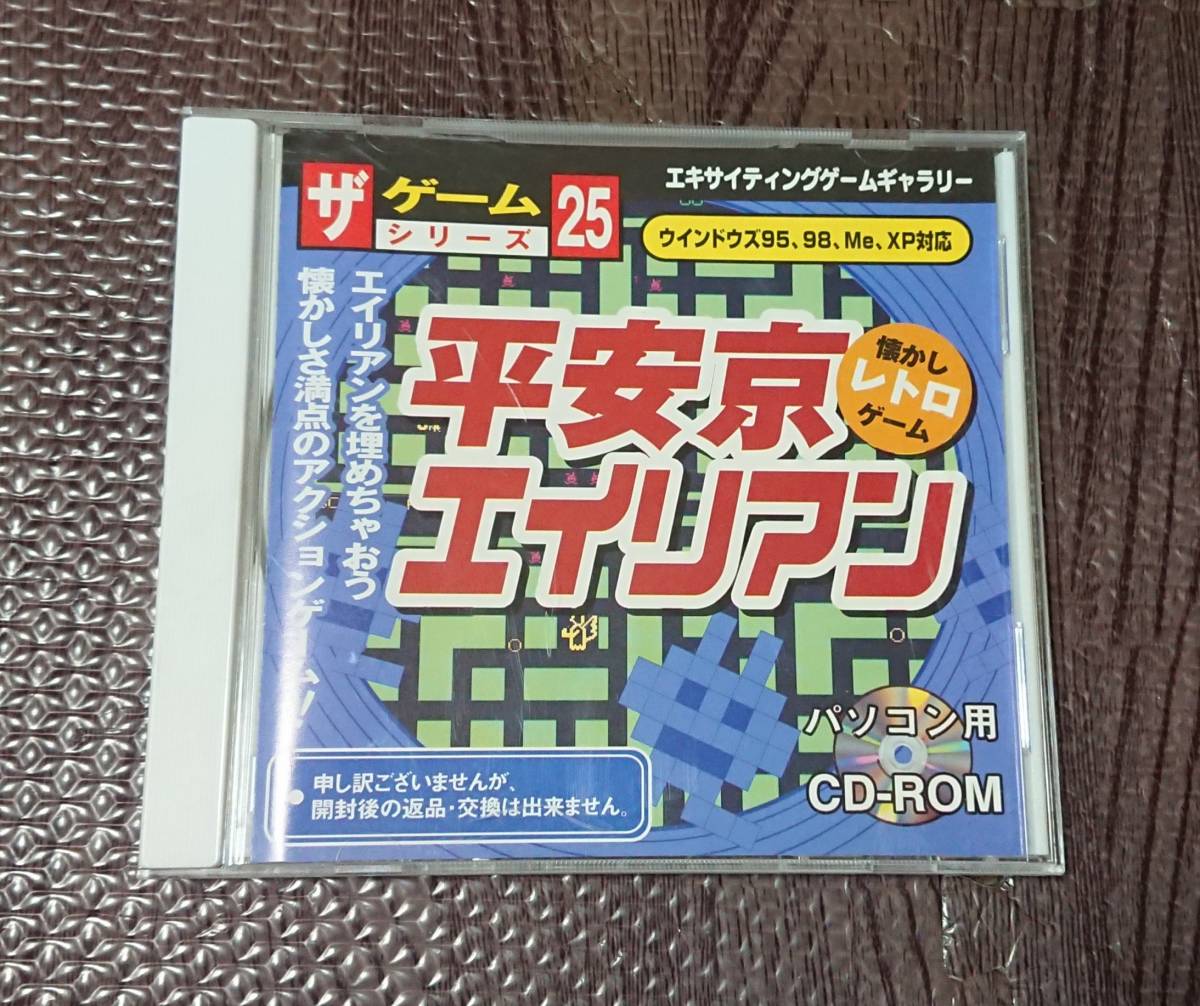 ザ ゲーム シリーズ 25
エキサイティングゲームギャラリー
ウインドウズ95、98、Me、XP対応
エイリアンを埋めちゃおう
懐かしさ満点のアクションゲーム!
平安京
エイリアン
懐かし
レトロ
ゲーム
パソコン用
CD-ROM
申し訳ございませんが、
開封後の返品・交換は出来ません。